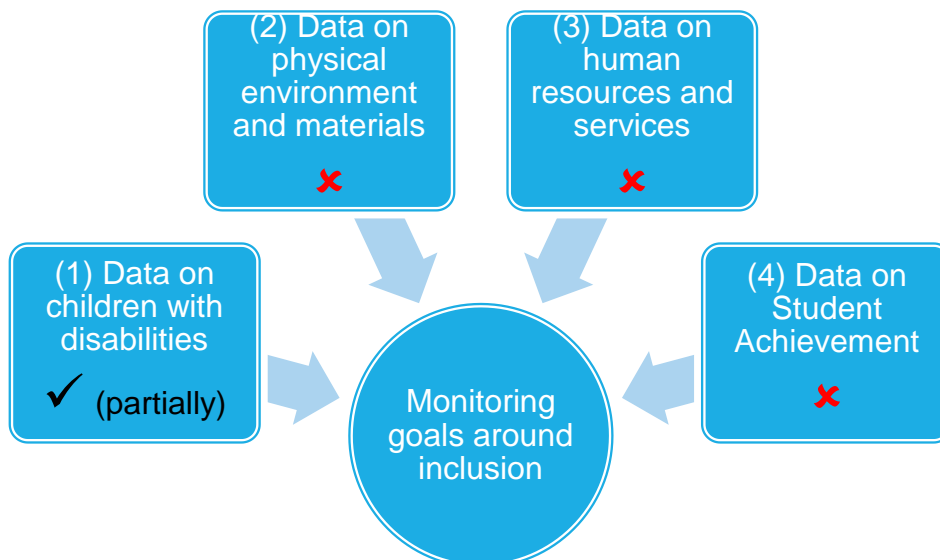 (1) Data on
children with
disabilities
✓ (partially)
(2) Data on
physical
environment
and materials
✘
(3) Data on
human
resources and
services
✘
(4) Data on
Student
Achievement
✘
Monitoring
goals around
inclusion